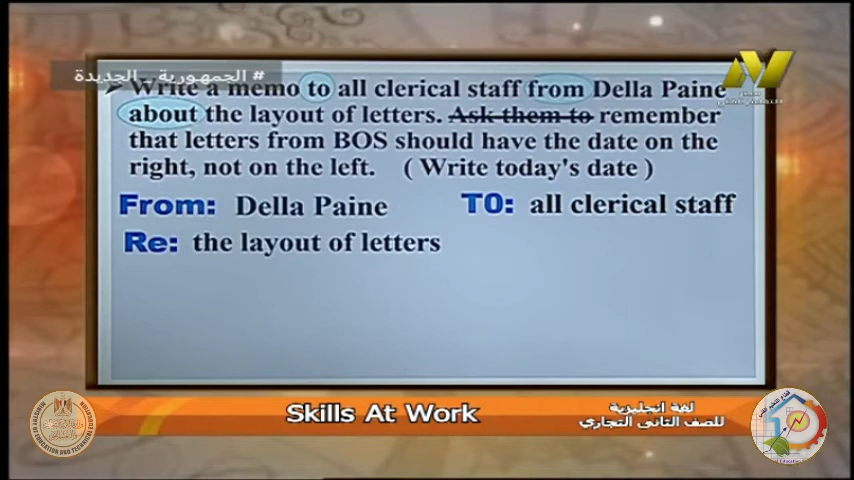 # الجمهورية الجديدة
➤ Write a memo to all clerical staff from Della Paine
about the layout of letters. Ask them to remember
that letters from BOS should have the date on the
right, not on the left. ( Write today's date )
From: Della Paine TO: all clerical staff
Re: the layout of letters
Skills At Work
لغة انجليزية
للصف الثانى التجارى